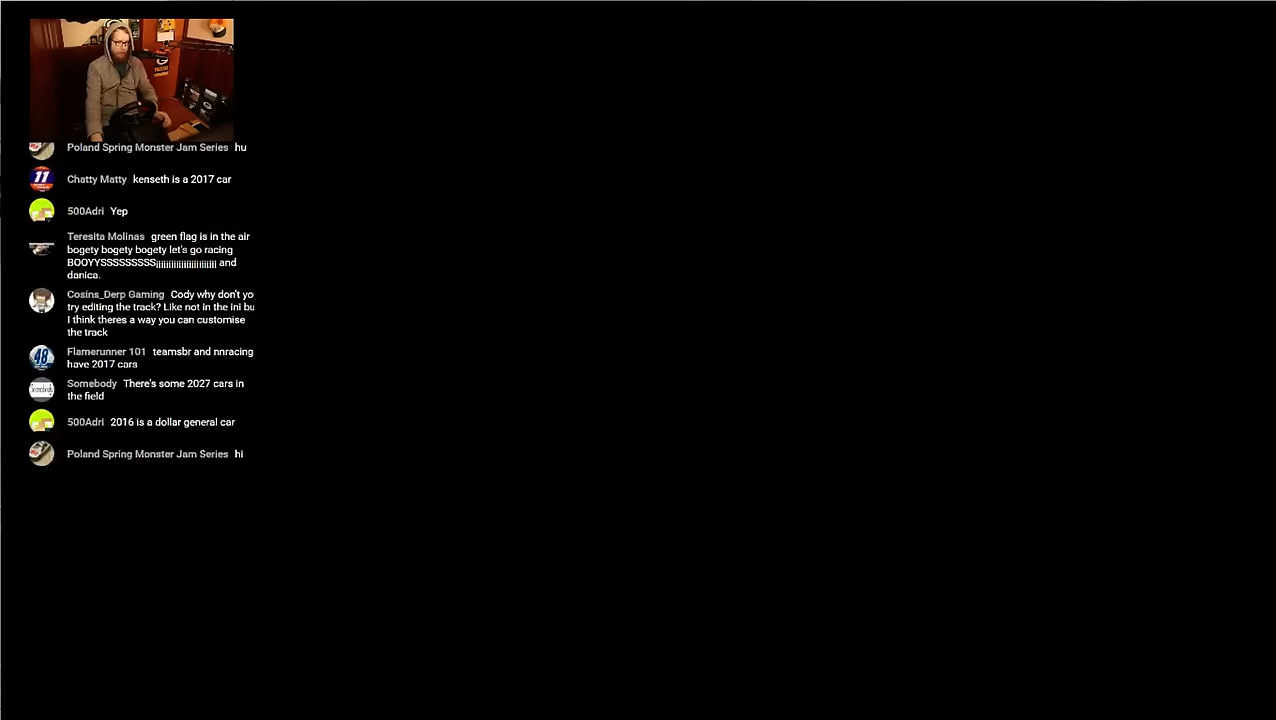 PACKERS
Poland Spring Monster Jam Series hu
11
Chatty Matty kenseth is a 2017 car
500Adri Yep
Teresita Molinas green flag is in the air
bogety bogety bogety let's go racing
BOOYYSSSSSSSSS¡¡¡¡¡¡¡¡¡¡¡¡¡¡¡¡¡¡¡¡¡¡¡ and
danica.
Cosins_Derp Gaming Cody why don't yo
try editing the track? Like not in the ini bu
I think theres a way you can customise
the track
48
Flamerunner 101 teamsbr and nnracing
have 2017 cars
Somebody There's some 2027 cars in
the field
500Adri 2016 is a dollar general car
Poland Spring Monster Jam Series hi